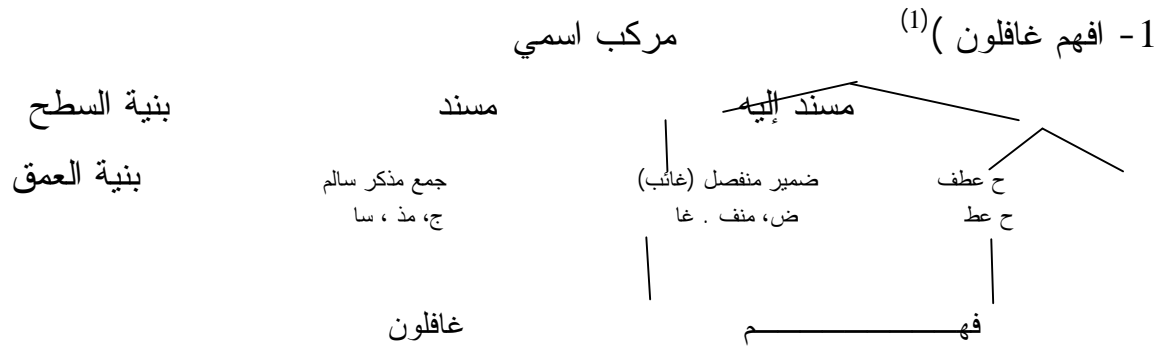 1- افهم غافلون )(1) مركب اسمي
مسند إليه مسند بنية السطح
ح عطف ضمير منفصل (غائب) جمع مذكر سالم بنية العمق
ح عط ض، منف . غا ج، مذ ، سا
فهـــــــــم غافلون